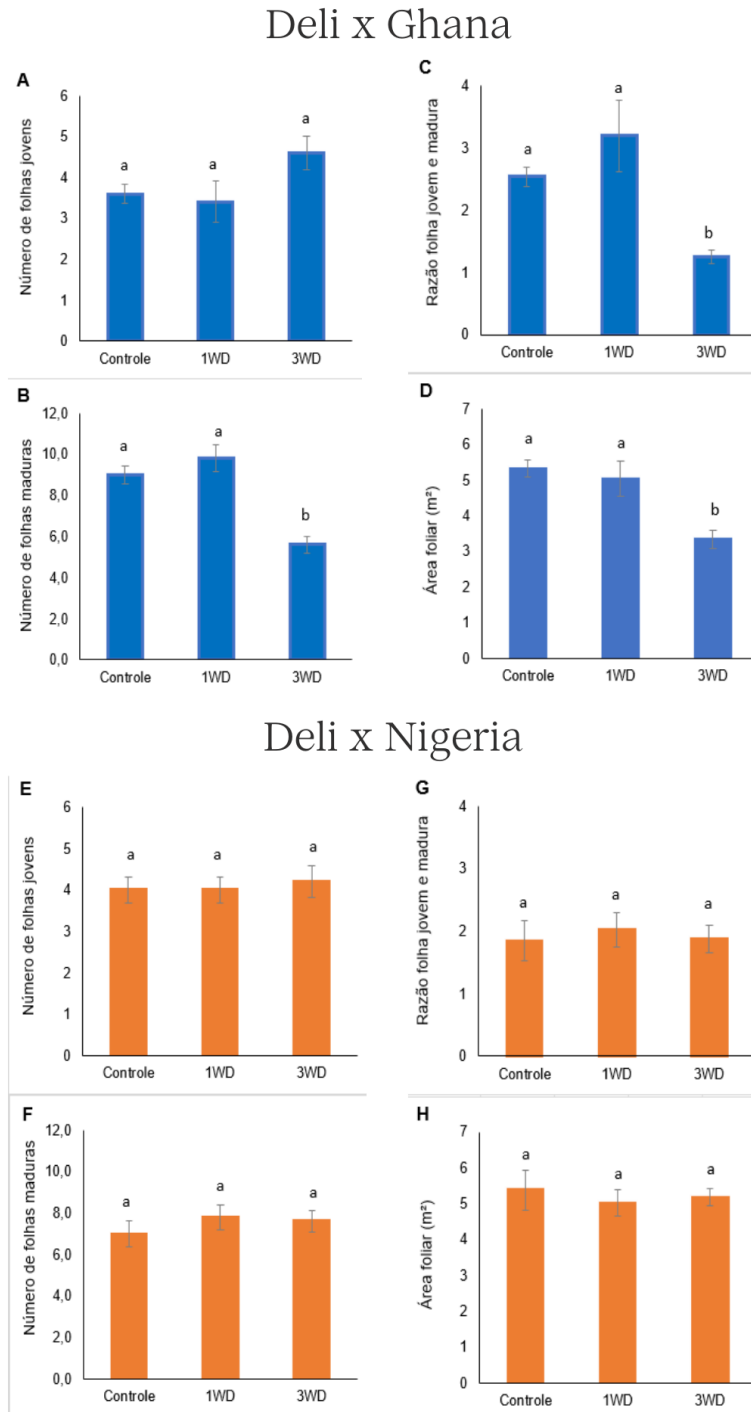 Deli x Ghana
A
Número de folhas jovens
6
5
4
3
2
1
0
a
a
a
Controle 1WD 3WD
C
Razão folha jovem e madura
4
3
2
1
0
a
a
b
Controle 1WD 3WD
B
Número de folhas maduras
12,0
10,0
8,0
6,0
4,0
2,0
0,0
a
a
b
Controle 1WD 3WD
D
Área foliar (m²)
7
6
5
4
3
2
1
0
a
a
b
Controle 1WD 3WD
Deli x Nigeria
E
Número de folhas jovens
6
5
4
3
2
1
0
a
a
a
Controle 1WD 3WD
G
Razão folha jovem e madura
4
3
2
1
0
a
a
a
Controle 1WD 3WD
F
Número de folhas maduras
12,0
10,0
8,0
6,0
4,0
2,0
0,0
a
a
a
Controle 1WD 3WD
H
Área foliar (m²)
7
6
5
4
3
2
1
0
a
a
a
Controle 1WD 3WD